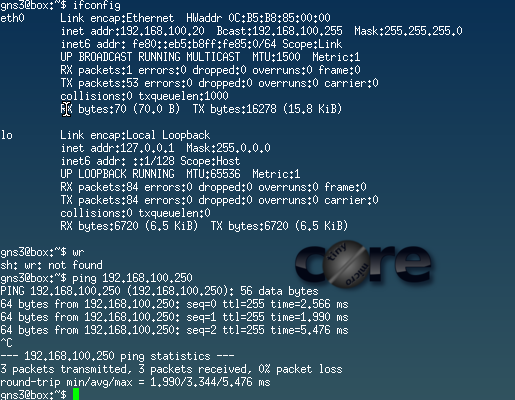 gns3@box:~$ ifconfig
eth0      Link encap:Ethernet  HWaddr 0C:B5:B8:85:00:00
          inet addr:192.168.100.20  Bcast:192.168.100.255  Mask:255.255.255.0
          inet6 addr: fe80::eb5:b8ff:fe85:0/64 Scope:Link
          UP BROADCAST RUNNING MULTICAST  MTU:1500  Metric:1
          RX packets:1 errors:0 dropped:0 overruns:0 frame:0
          TX packets:53 errors:0 dropped:0 overruns:0 carrier:0
          collisions:0 txqueuelen:1000
          RX bytes:70 (70.0 B)  TX bytes:16278 (15.8 KiB)
lo        Link encap:Local Loopback
          inet addr:127.0.0.1  Mask:255.0.0.0
          inet6 addr: ::1/128 Scope:Host
          UP LOOPBACK RUNNING  MTU:65536  Metric:1
          RX packets:84 errors:0 dropped:0 overruns:0 frame:0
          TX packets:84 errors:0 dropped:0 overruns:0 carrier:0
          collisions:0 txqueuelen:0
          RX bytes:6720 (6.5 KiB)  TX bytes:6720 (6.5 KiB)
gns3@box:~$ wr
sh: wr: not found
gns3@box:~$ ping 192.168.100.250
PING 192.168.100.250 (192.168.100.250): 56 data bytes
64 bytes from 192.168.100.250: seq=0 ttl=255 time=2.566 ms
64 bytes from 192.168.100.250: seq=1 ttl=255 time=1.990 ms
64 bytes from 192.168.100.250: seq=2 ttl=255 time=5.476 ms
^C
--- 192.168.100.250 ping statistics ---
3 packets transmitted, 3 packets received, 0% packet loss
round-trip min/avg/max = 1.990/3.344/5.476 ms
gns3@box:~$
tiny
core
micro